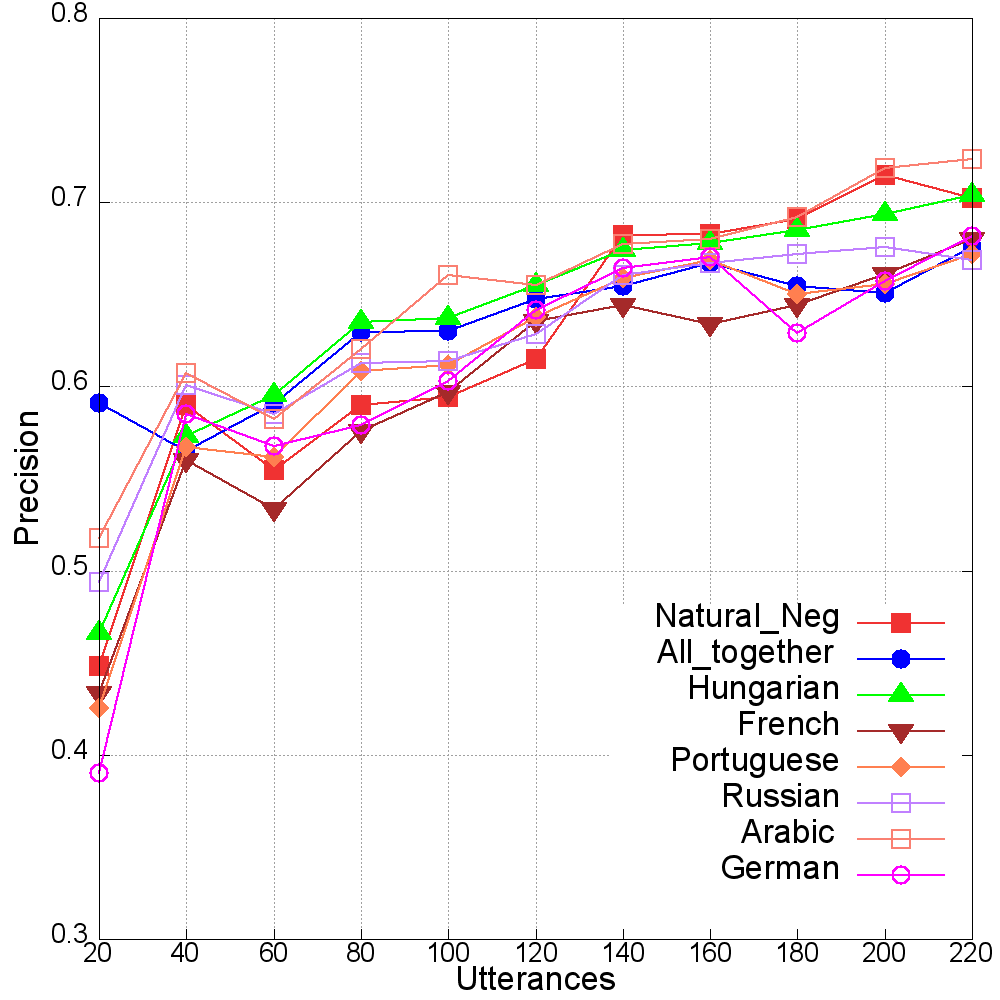 0.8
0.7
0.6
0.5
0.4
0.3
Precision
Natural_Neg
All_together
Hungarian
French
Portuguese
Russian
Arabic
German
20 40 60 80 100 120 140 160 180 200 220
Utterances